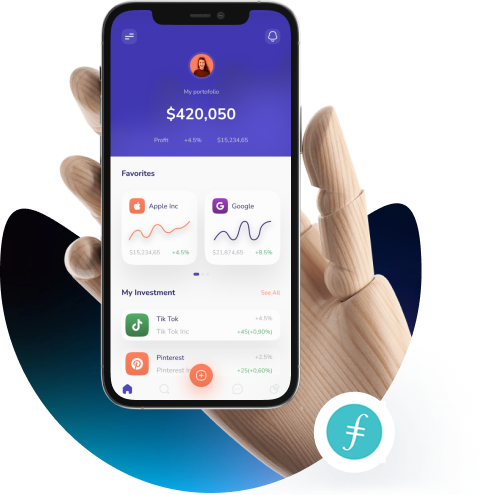 My portofolio
$420,050
Profit +4.5% $15,234,65
Favorites
Apple Inc
$15,234,65 +4.5%
Google
$21,874,65 +8.5%
My Investment See All
Tik Tok +4.5%
Tik Tok Inc +45(+0.90%)
Pinterest +2.5%
Pinterest +25(+0.60%)